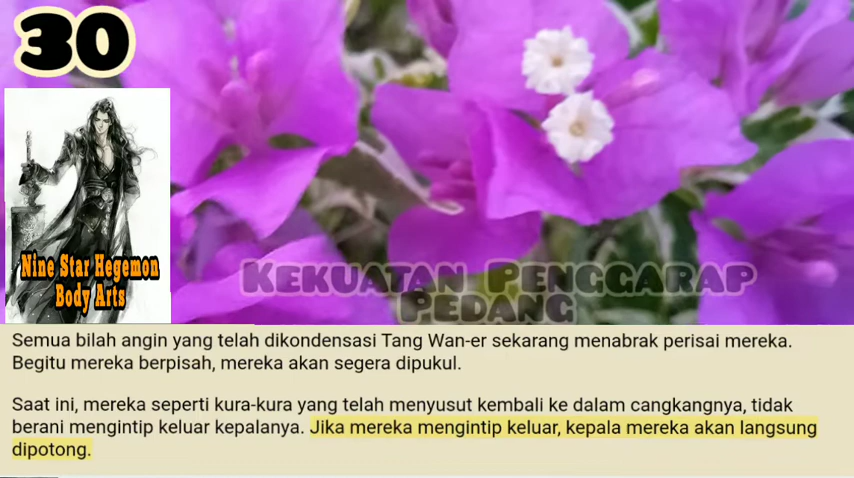 30
Nine Star Hegemon
Body Arts
Kekuatan Penggarap
Pedang
Semua bilah angin yang telah dikondensasi Tang Wan-er sekarang menabrak perisai mereka.
Begitu mereka berpisah, mereka akan segera dipukul.
Saat ini, mereka seperti kura-kura yang telah menyusut kembali ke dalam cangkangnya, tidak
berani mengintip keluar kepalanya. Jika mereka mengintip keluar, kepala mereka akan langsung
dipotong.